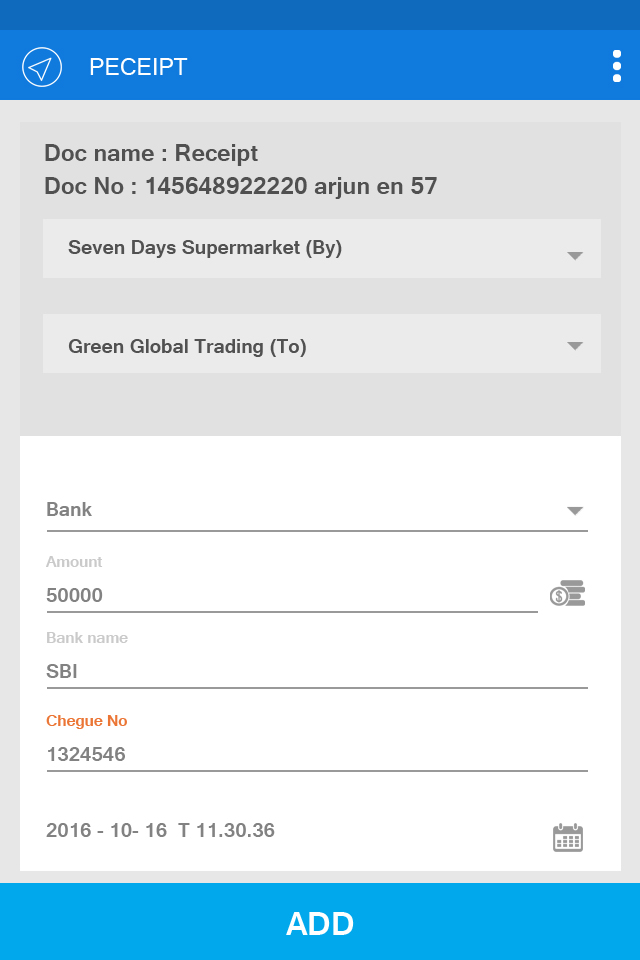 PECEIPT
Doc name : Receipt
Doc No : 145648922220 arjun en 57
Seven Days Supermarket (By)
Green Global Trading (To)
Bank
Amount
50000
Bank name
SBI
Chegue No
1324546
2016 - 10- 16  T 11.30.36
ADD